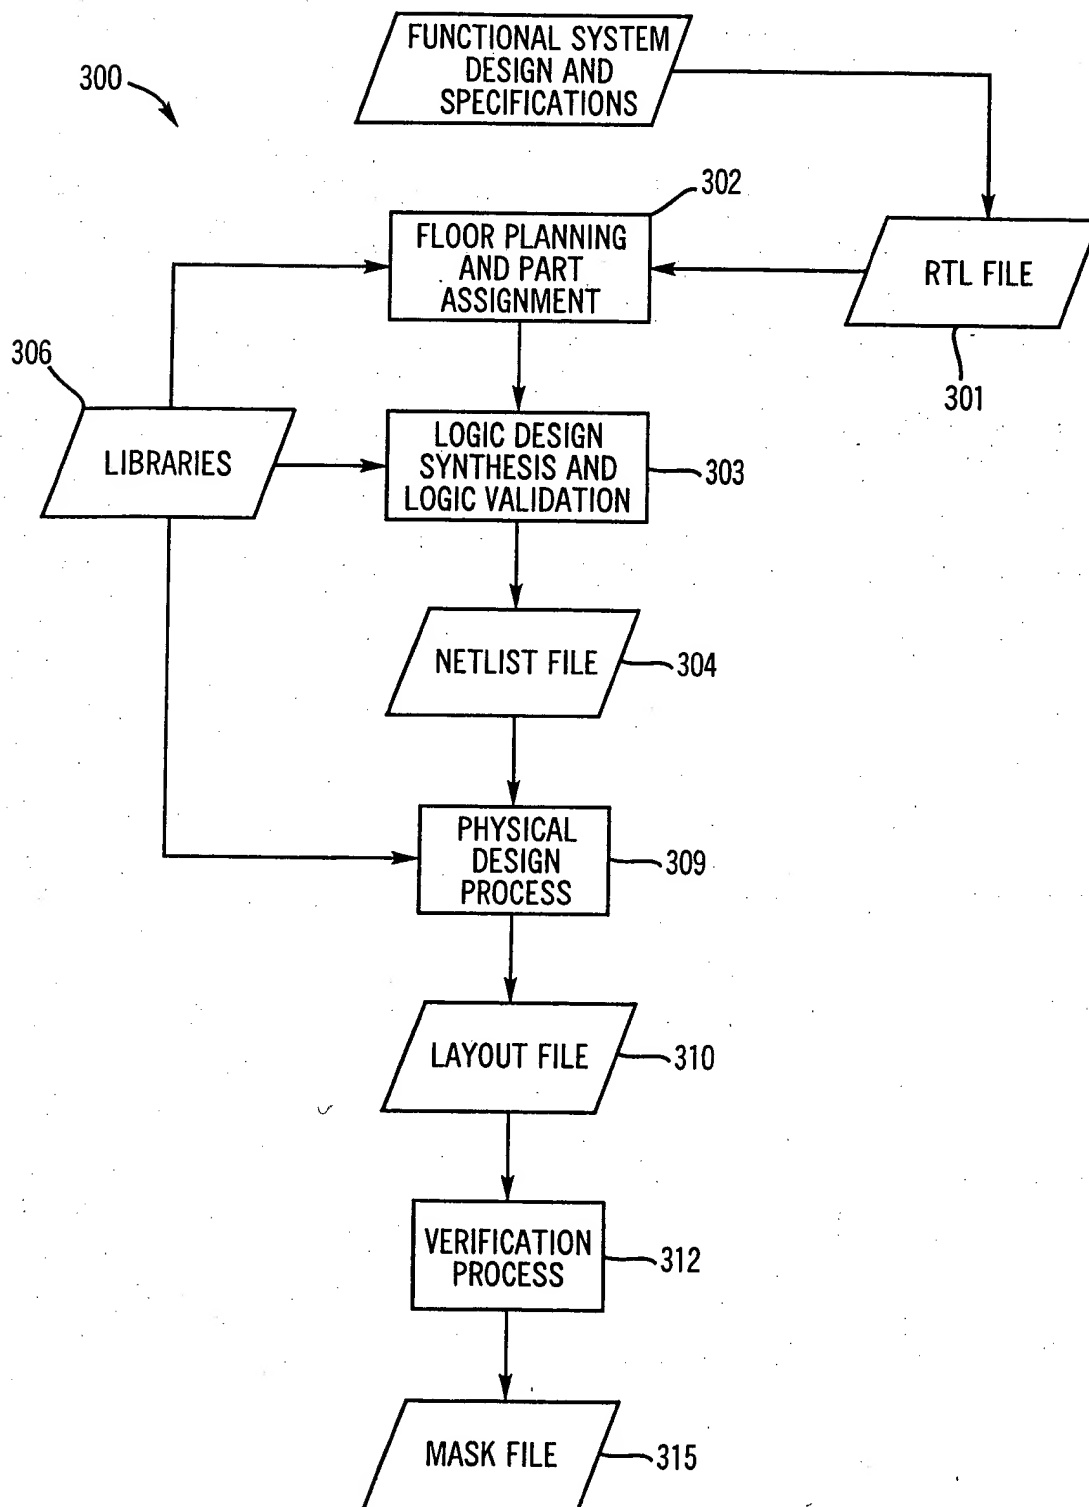 FUNCTIONAL SYSTEM
DESIGN AND
SPECIFICATIONS
300
302
FLOOR PLANNING
AND PART
ASSIGNMENT
RTL FILE
301
306
LIBRARIES
LOGIC DESIGN
SYNTHESIS AND
LOGIC VALIDATION
303
NETLIST FILE
304
PHYSICAL
DESIGN
PROCESS
309
LAYOUT FILE
310
VERIFICATION
PROCESS
312
MASK FILE
315